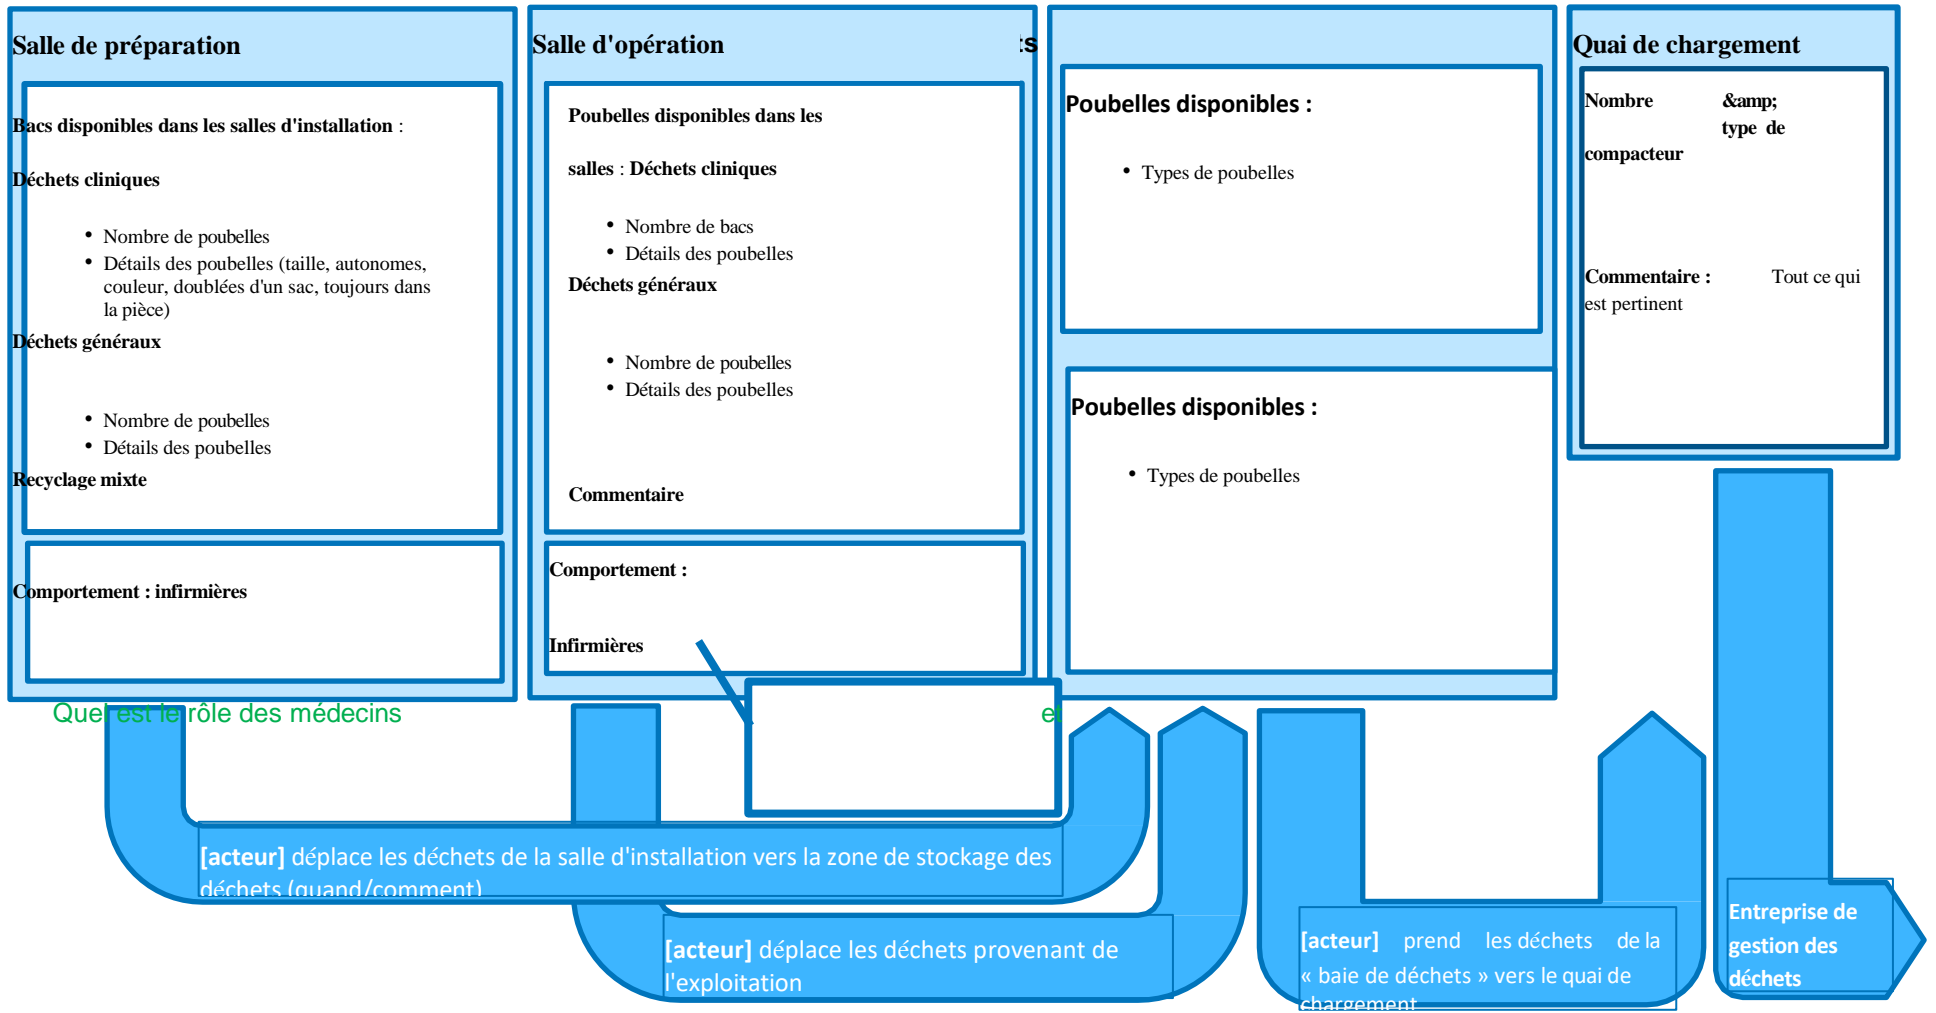 Salle de préparation
Bacs disponibles dans les salles d'installation :
Déchets cliniques
• Nombre de poubelles
• Détails des poubelles (taille, autonomes,
couleur, doublées d'un sac, toujours dans
la pièce)
Déchets généraux
• Nombre de poubelles
• Détails des poubelles
Recyclage mixte
Comportement : infirmières
Salle d'opération
Poubelles disponibles dans les
salles : Déchets cliniques
• Nombre de bacs
• Détails des poubelles
Déchets généraux
• Nombre de poubelles
• Détails des poubelles
Commentaire
Comportement :
Infirmières
ts
Poubelles disponibles :
• Types de poubelles
Poubelles disponibles :
• Types de poubelles
Quai de chargement
Nombre &amp;
type de
compacteur
Commentaire : Tout ce qui
est pertinent
Quel est le rôle des médecins et
[acteur] déplace les déchets de la salle d'installation vers la zone de stockage des
déchets (quand/comment)
[acteur] déplace les déchets provenant de
l'exploitation
[acteur] prend les déchets de la
« baie de déchets » vers le quai de
chargement
Entreprise de
gestion des
déchets